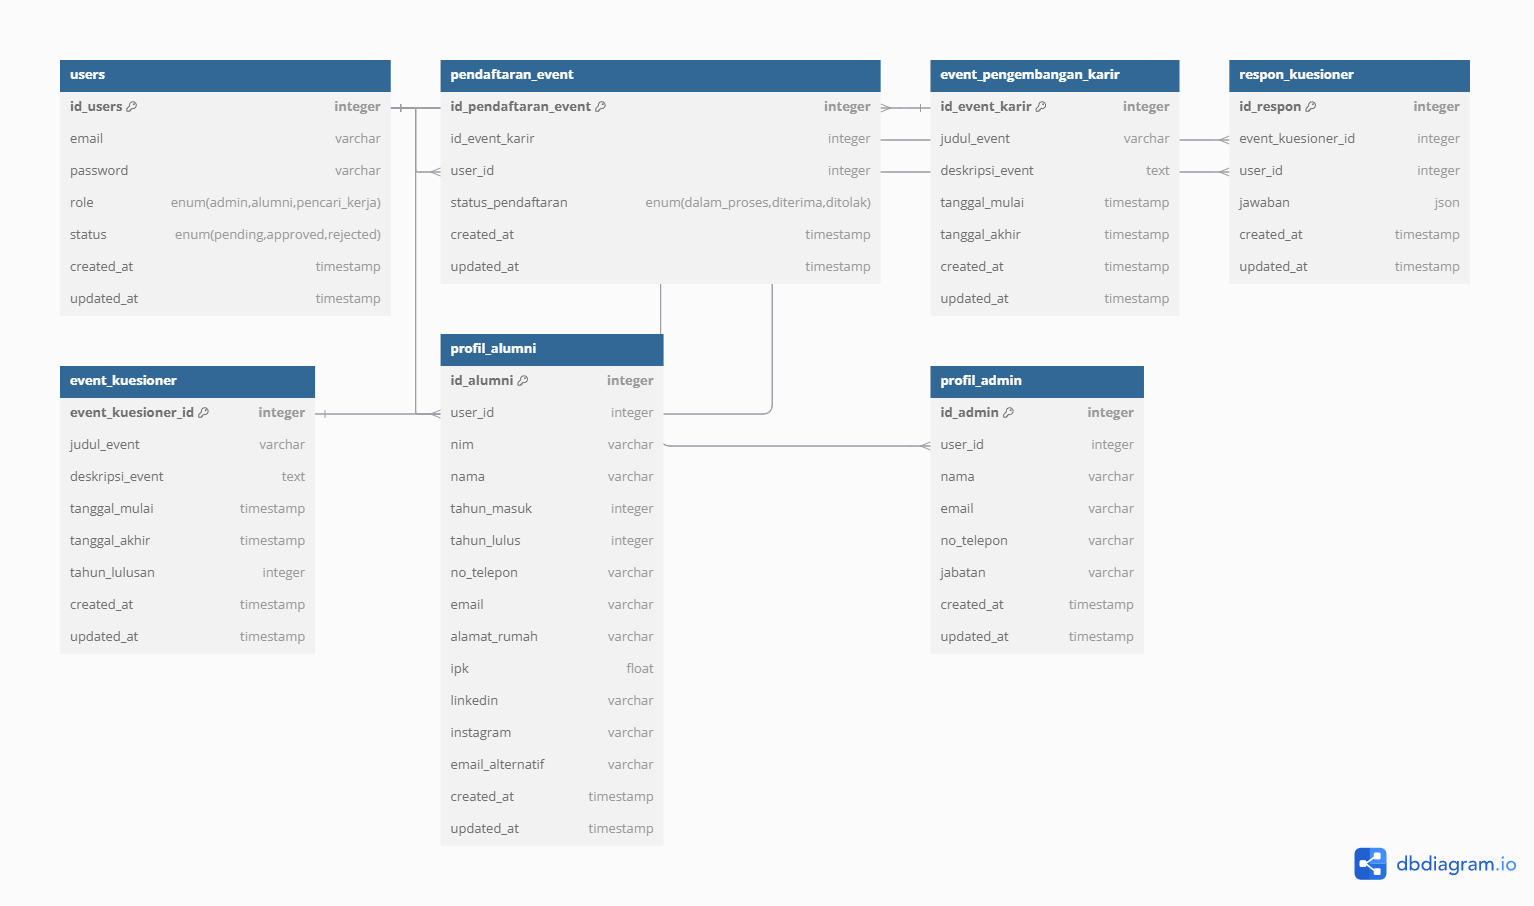 users
id_users integer
email varchar
password varchar
role enum(admin,alumni,pencari_kerja)
status enum(pending,approved,rejected)
created_at timestamp
updated_at timestamp
pendaftaran_event
id_pendaftaran_event integer
id_event_karir integer
user_id integer
status_pendaftaran enum(dalam_proses,diterima,ditolak)
created_at timestamp
updated_at timestamp
event_pengembangan_karir
id_event_karir integer
judul_event varchar
deskripsi_event text
tanggal_mulai timestamp
tanggal_akhir timestamp
created_at timestamp
updated_at timestamp
respon_kuesioner
id_respon integer
event_kuesioner_id integer
user_id integer
jawaban json
created_at timestamp
updated_at timestamp
event_kuesioner
event_kuesioner_id integer
judul_event varchar
deskripsi_event text
tanggal_mulai timestamp
tanggal_akhir timestamp
tahun_lulusan integer
created_at timestamp
updated_at timestamp
profil_alumni
id_alumni integer
user_id integer
nim varchar
nama varchar
tahun_masuk integer
tahun_lulus integer
no_telepon varchar
email varchar
alamat_rumah varchar
ipk float
linkedin varchar
instagram varchar
email_alternatif varchar
created_at timestamp
updated_at timestamp
profil_admin
id_admin integer
user_id integer
nama varchar
email varchar
no_telepon varchar
jabatan varchar
created_at timestamp
updated_at timestamp
dbdiagram.io